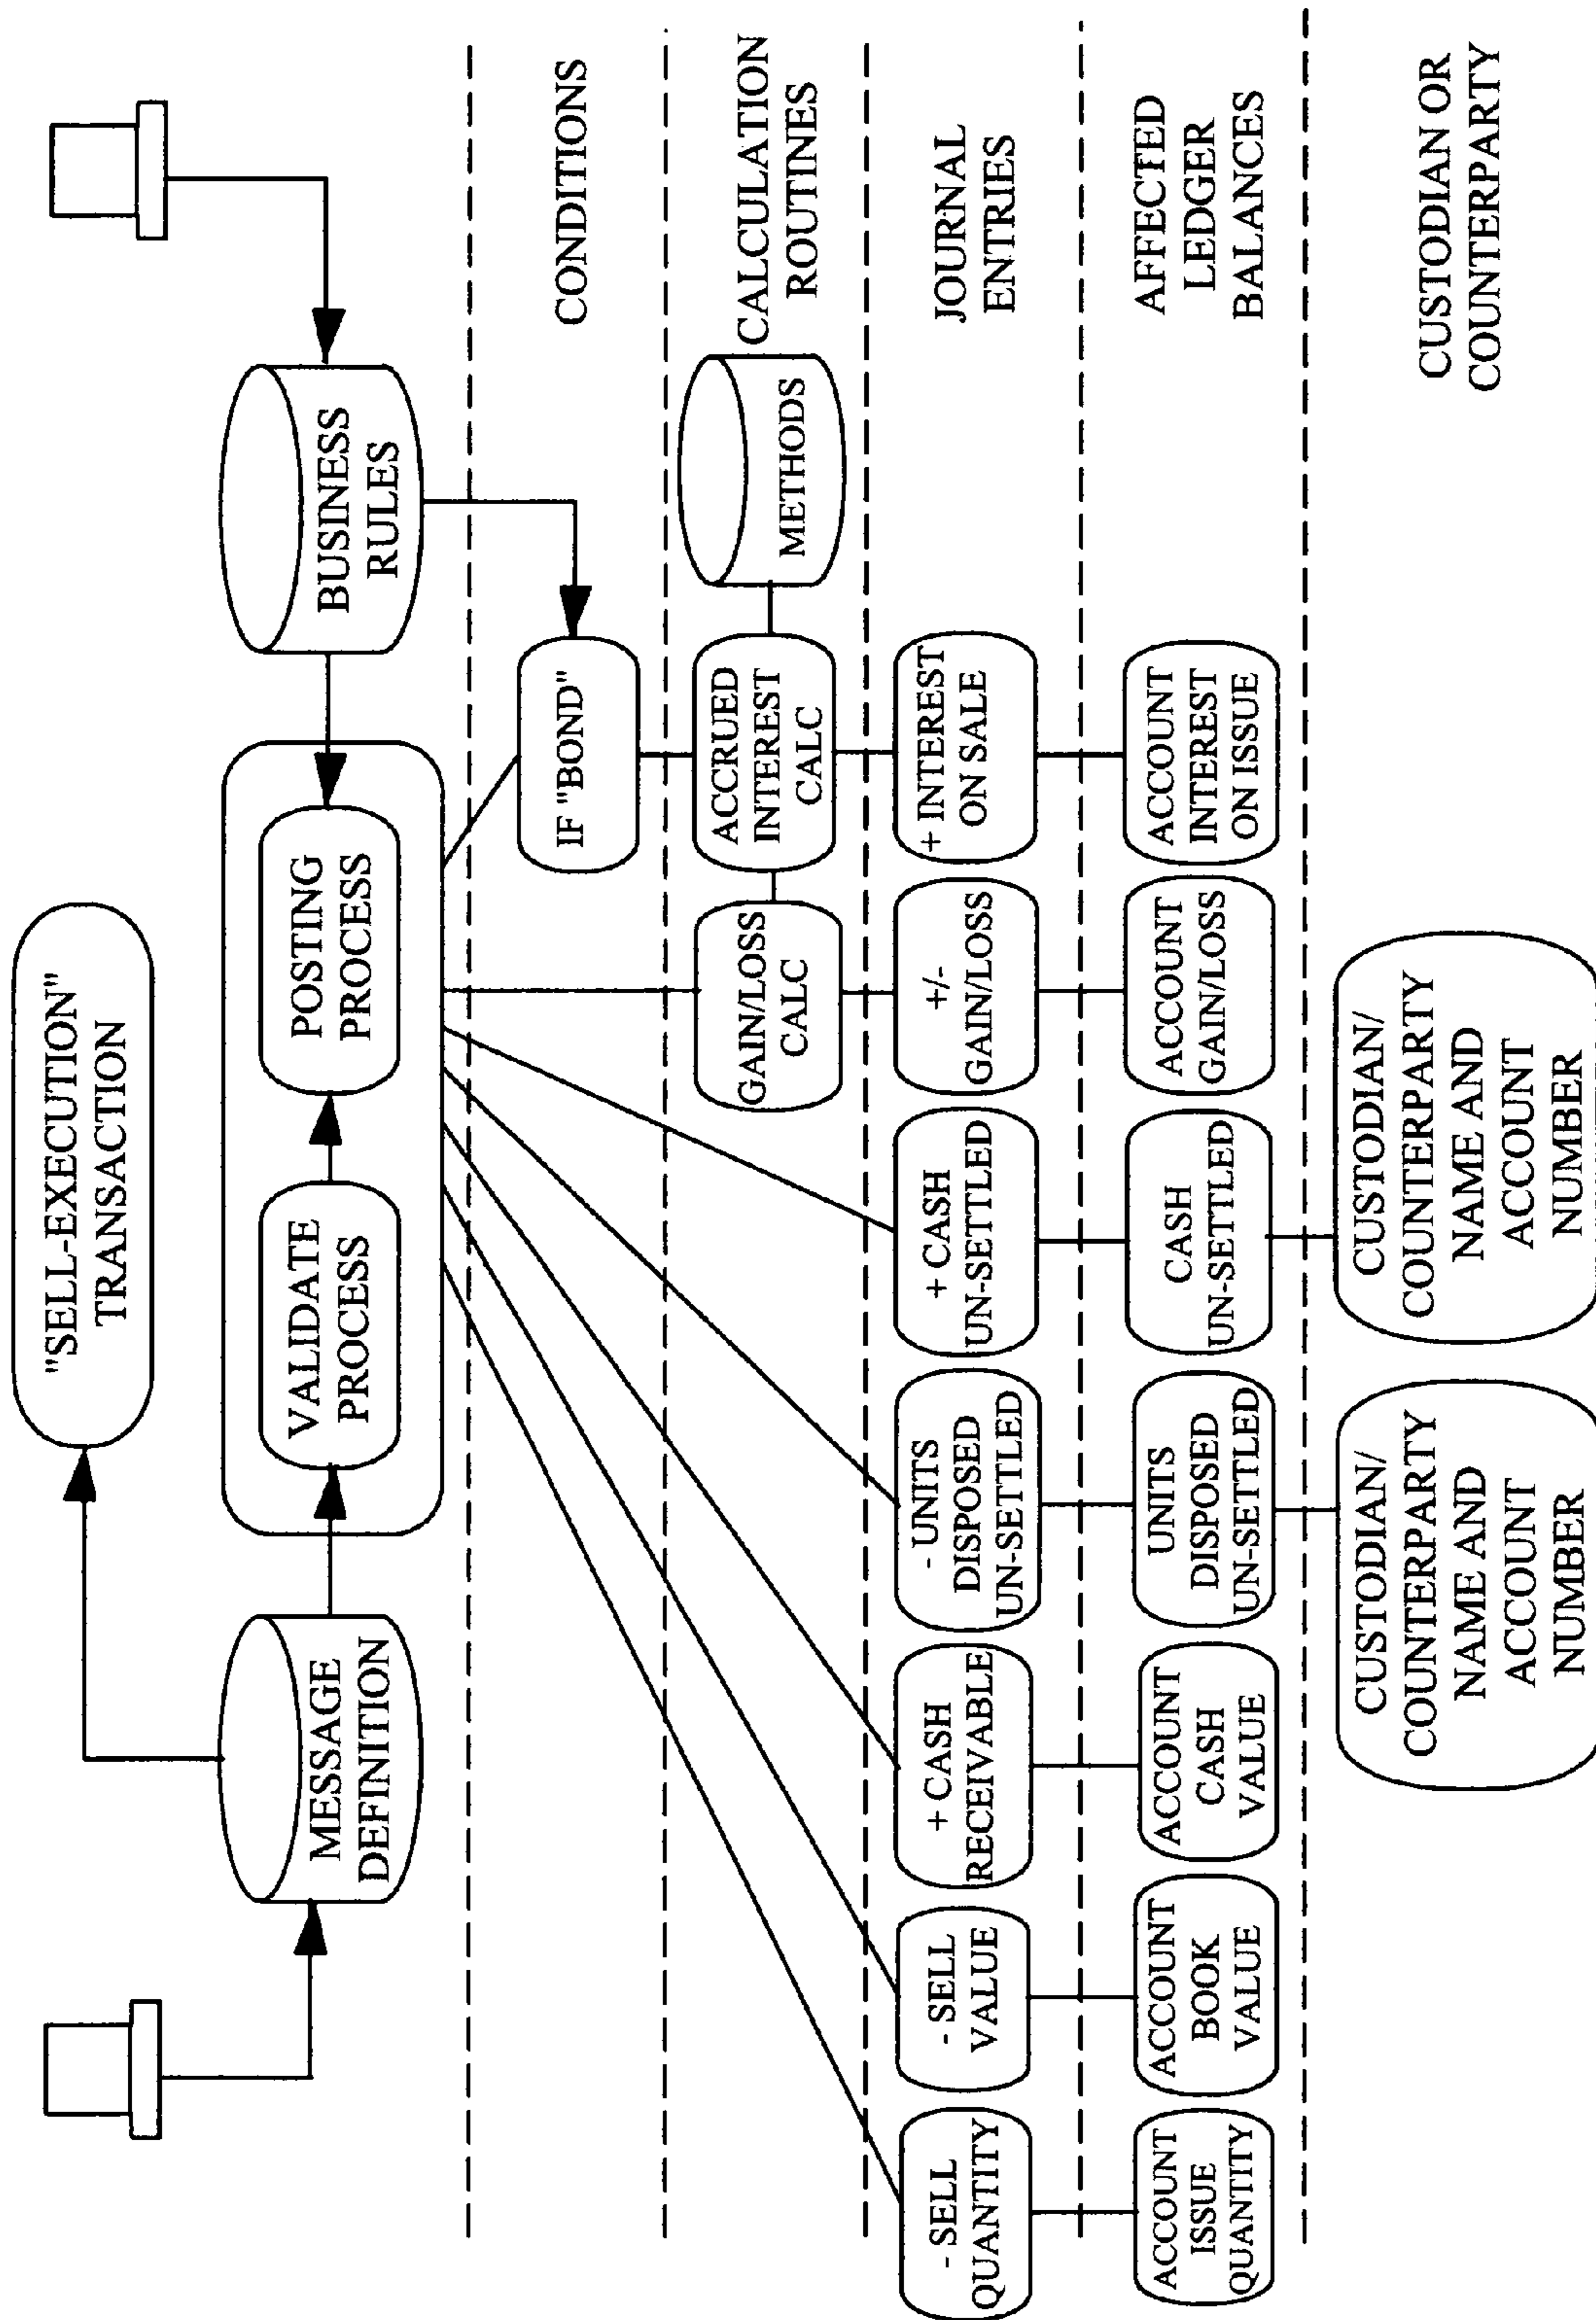 "SELL-EXECUTION"
TRANSACTION
MESSAGE
DEFINITION
VALIDATE
PROCESS
POSTING
PROCESS
BUSINESS
RULES
IF "BOND"
CONDITIONS
GAIN/LOSS
CALC
ACCRUED
INTEREST
CALC
METHODS
CALCULATION
ROUTINES
- SELL
QUANTITY
- SELL
VALUE
+ CASH
RECEIVABLE
- UNITS
DISPOSED
UN-SETTLED
+ CASH
UN-SETTLED
+/-
GAIN/LOSS
+ INTEREST
ON SALE
JOURNAL
ENTRIES
ACCOUNT
ISSUE
QUANTITY
ACCOUNT
BOOK
VALUE
ACCOUNT
CASH
VALUE
UNITS
DISPOSED
UN-SETTLED
CASH
UN-SETTLED
ACCOUNT
GAIN/LOSS
ACCOUNT
INTEREST
ON ISSUE
AFFECTED
LEDGER
BALANCES
CUSTODIAN/
COUNTERPARTY
NAME AND
ACCOUNT
NUMBER
CUSTODIAN/
COUNTERPARTY
NAME AND
ACCOUNT
NUMBER
CUSTODIAN OR
COUNTERPARTY